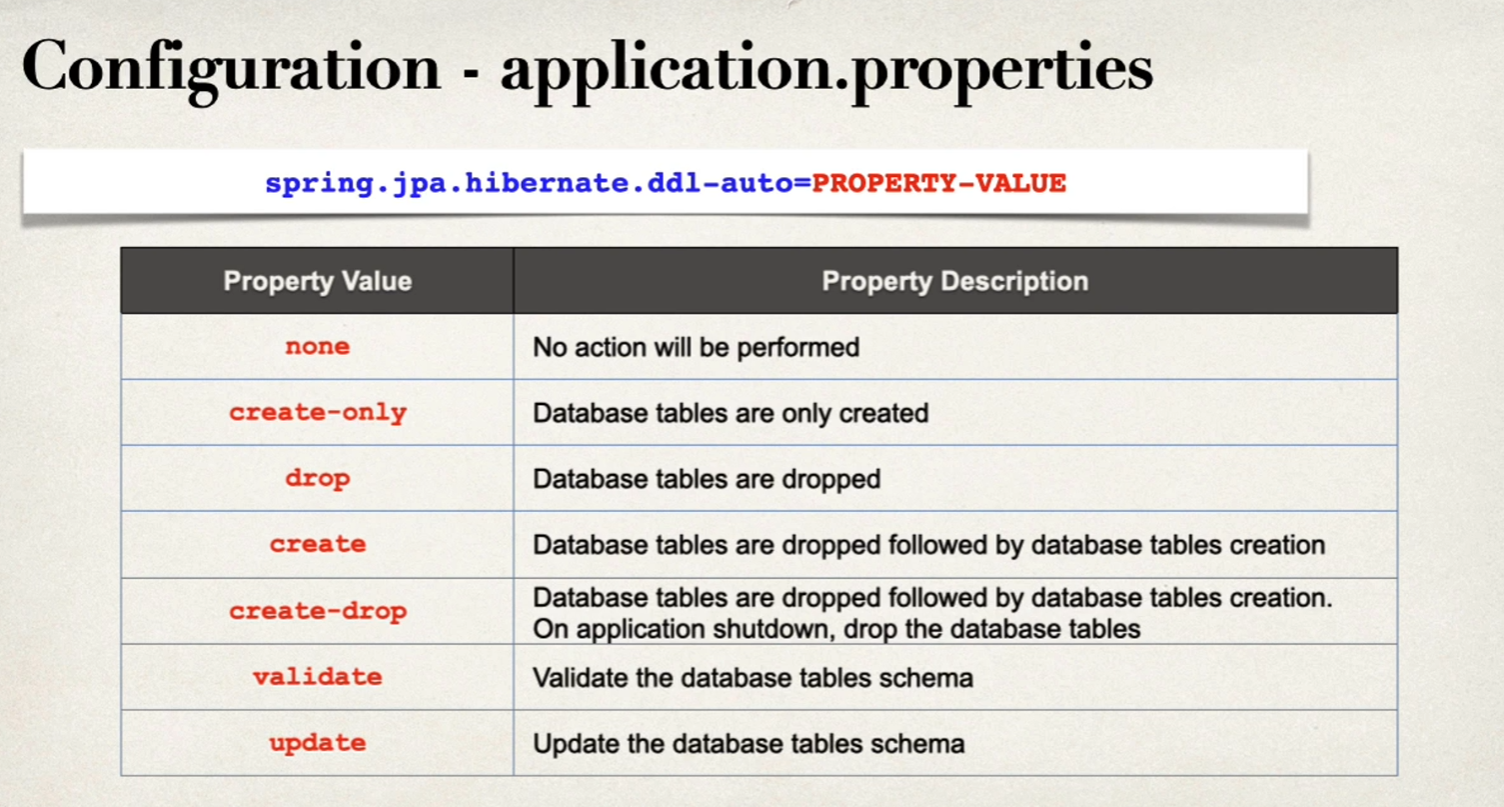 Configuration - application.properties
spring.jpa.hibernate.ddl-auto=PROPERTY-VALUE
Property Value Property Description
none No action will be performed
create-only Database tables are only created
drop Database tables are dropped
create Database tables are dropped followed by database tables creation
create-drop Database tables are dropped followed by database tables creation.
On application shutdown, drop the database tables
validate Validate the database tables schema
update Update the database tables schema